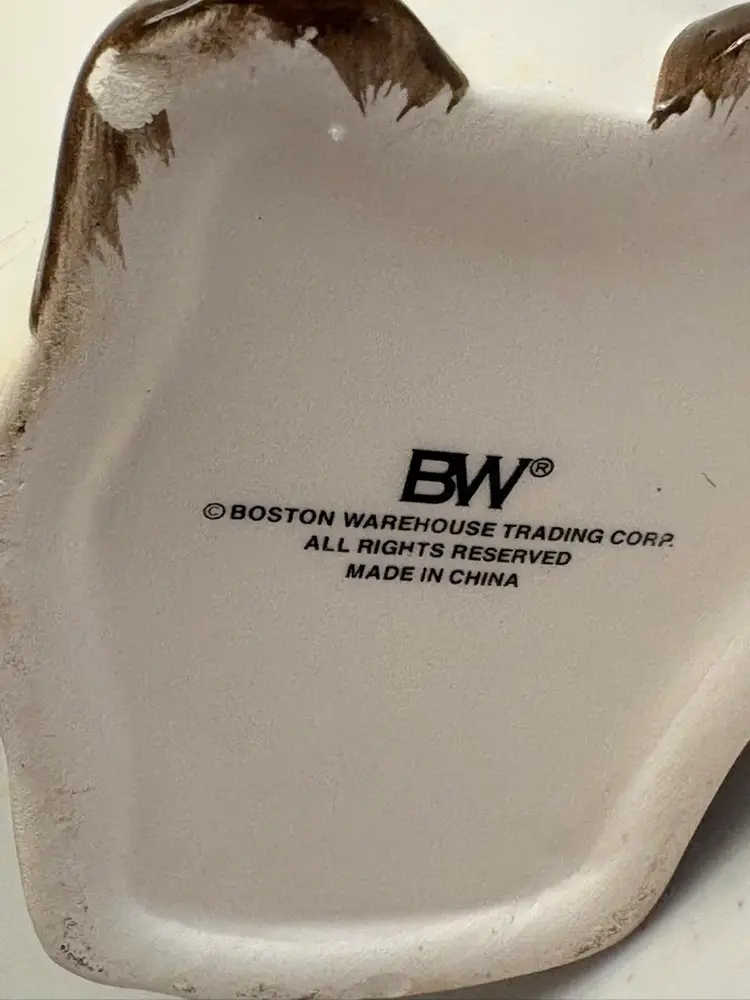 BW®
© BOSTON WAREHOUSE TRADING CORP.
ALL RIGHTS RESERVED
MADE IN CHINA